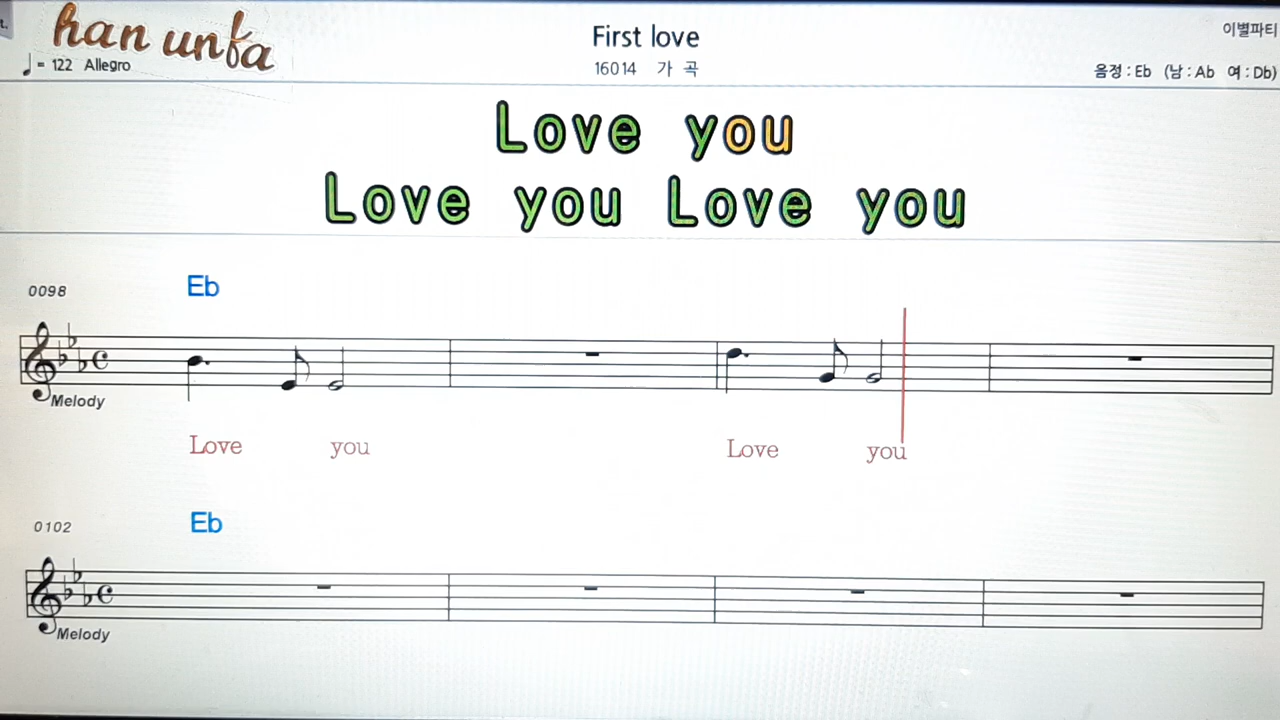 t.
han unfa
First love
이별파티
♩ = 122 Allegro
16014 가 곡
음정 : Eb (남 : Ab 여 : Db)
Love you
Love you Love you
0098
Eb
Melody
Love you Love you
0102
Eb
Melody